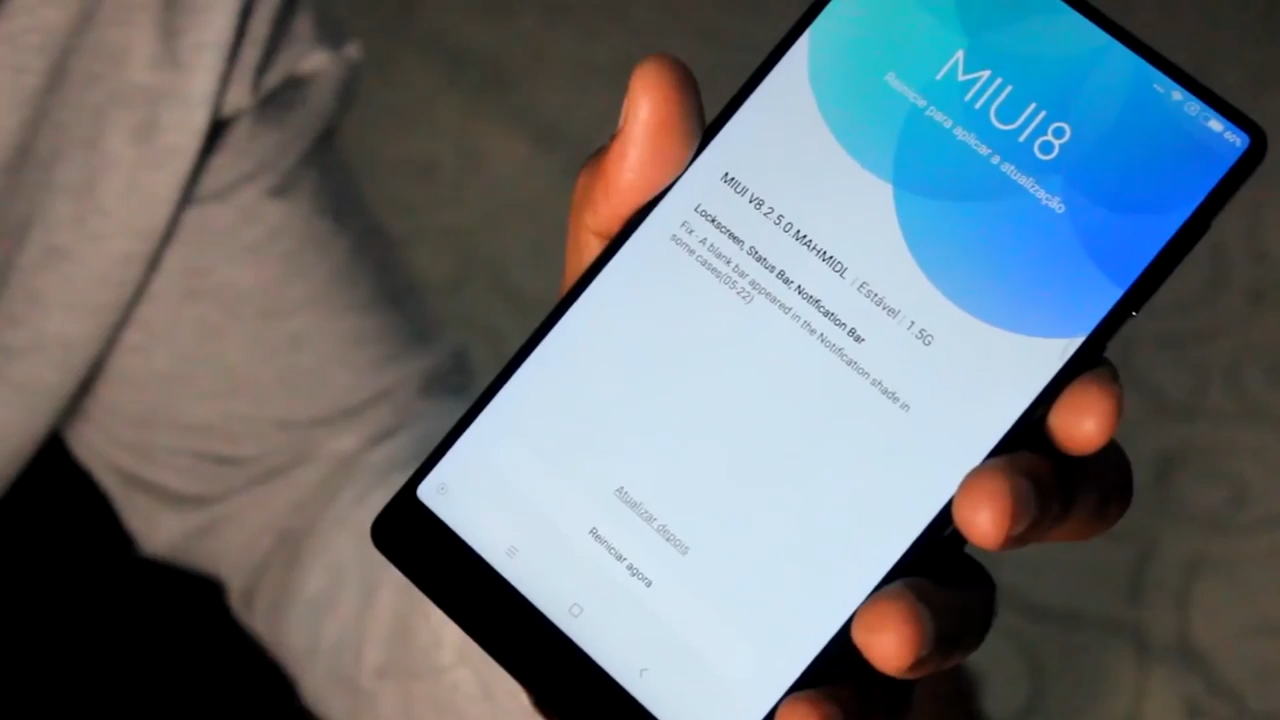 60%
MIUI8
Reinicie para aplicar a atualização
MIUI V8.2.5.0.MAHMIDL | Estável | 1.5G
Lockscreen, Status Bar, Notification Bar
Fix - A blank bar appeared in the Notification shade in
some cases(05-22)
Atualizar depois
Reiniciar agora